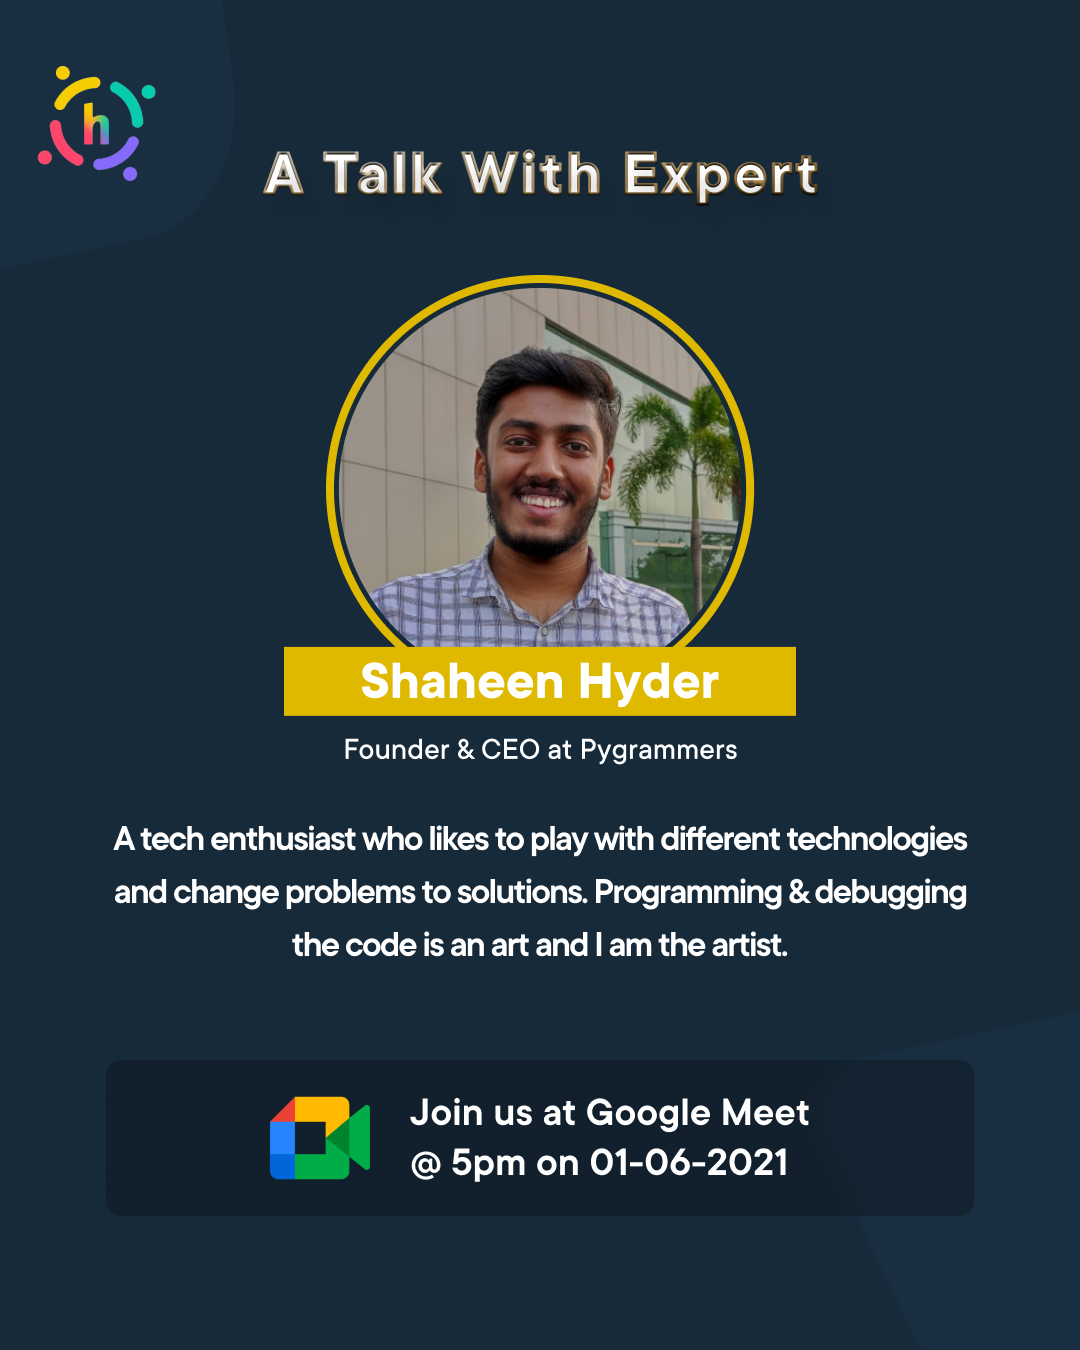 h
A Talk With Expert
Shaheen Hyder
Founder & CEO at Pygrammers
A tech enthusiast who likes to play with different technologies
and change problems to solutions. Programming & debugging
the code is an art and I am the artist.
Join us at Google Meet
@ 5pm on 01-06-2021